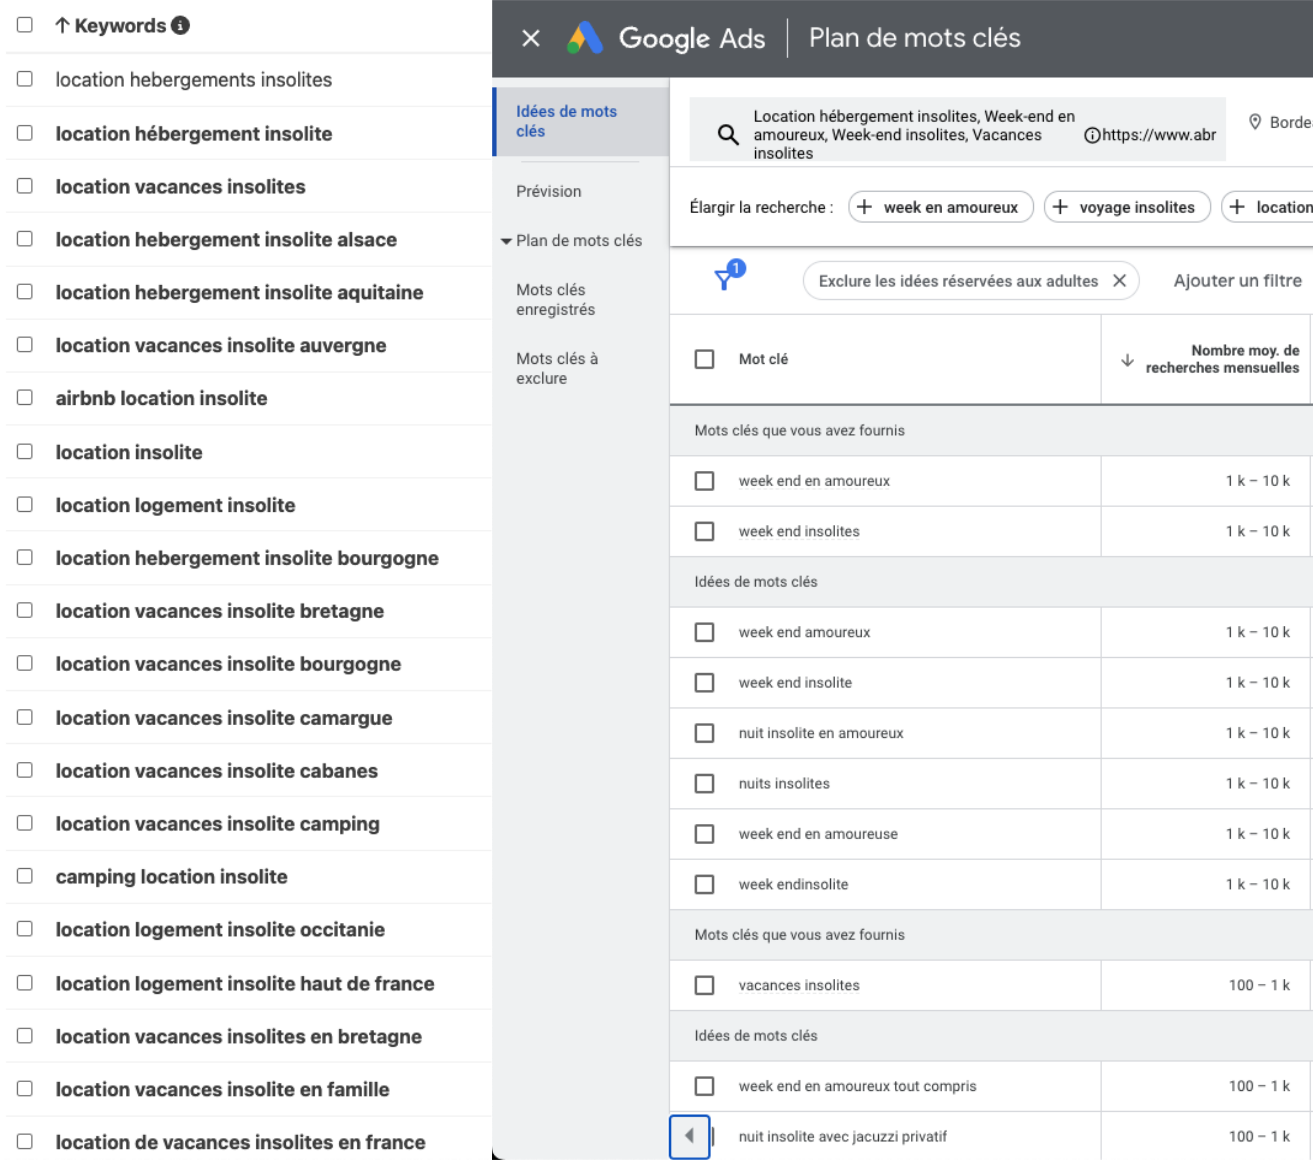 ↑ Keywords
location hebergements insolites
location hébergement insolite
location vacances insolites
location hebergement insolite alsace
location hebergement insolite aquitaine
location vacances insolite auvergne
airbnb location insolite
location insolite
location logement insolite
location hebergement insolite bourgogne
location vacances insolite bretagne
location vacances insolite bourgogne
location vacances insolite camargue
location vacances insolite cabanes
location vacances insolite camping
camping location insolite
location logement insolite occitanie
location logement insolite haut de france
location vacances insolites en bretagne
location vacances insolite en famille
location de vacances insolites en france
Google Ads Plan de mots clés
Idées de mots
clés
Prévision
Plan de mots clés
Mots clés
enregistrés
Mots clés à
exclure
Location hébergement insolites, Week-end en
amoureux, Week-end insolites, Vacances
insolites
https://www.abr
Borde
Élargir la recherche : + week en amoureux + voyage insolites + location
1
Exclure les idées réservées aux adultes Ajouter un filtre
Mot clé
Nombre moy. de
recherches mensuelles
Mots clés que vous avez fournis
week end en amoureux 1 k – 10 k
week end insolites 1 k – 10 k
Idées de mots clés
week end amoureux 1 k – 10 k
week end insolite 1 k – 10 k
nuit insolite en amoureux 1 k – 10 k
nuits insolites 1 k – 10 k
week end en amoureuse 1 k – 10 k
week endinsolite 1 k – 10 k
Mots clés que vous avez fournis
vacances insolites 100 – 1 k
Idées de mots clés
week end en amoureux tout compris 100 – 1 k
nuit insolite avec jacuzzi privatif 100 – 1 k